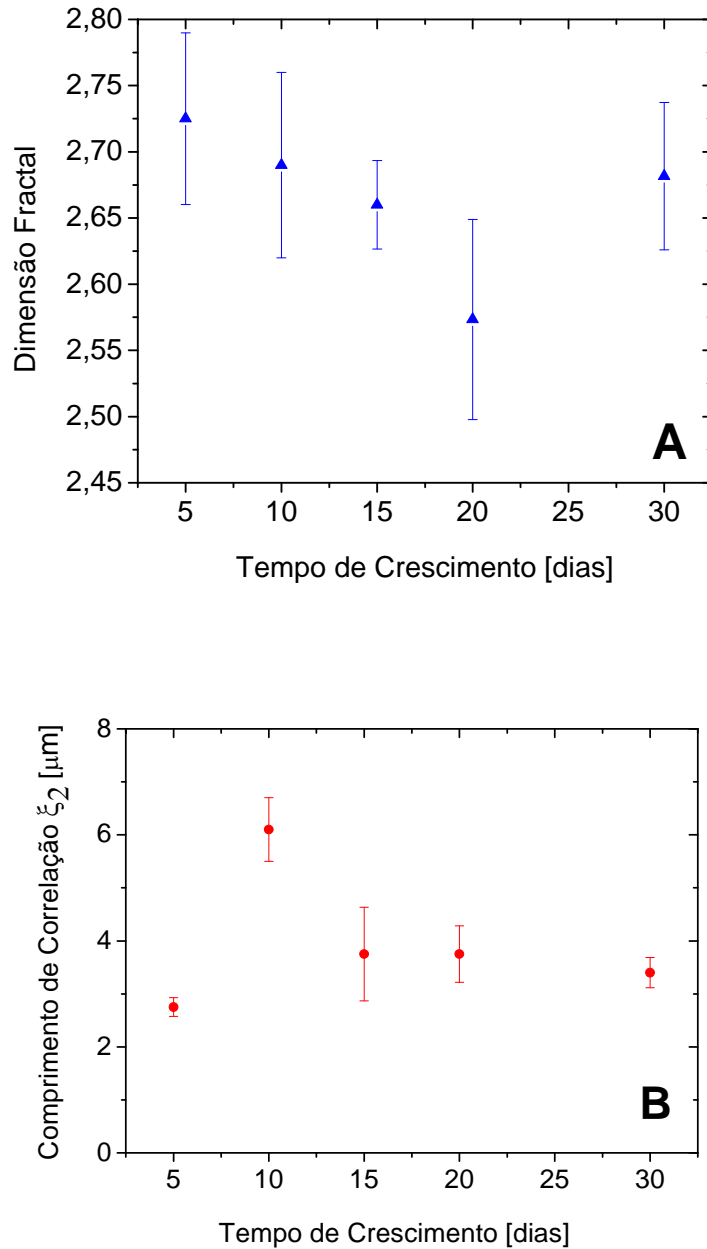 2,80
2,75
2,70
2,65
2,60
2,55
2,50
2,45
Dimensão Fractal
A
5 10 15 20 25 30
Tempo de Crescimento [dias]
8
6
4
2
0
Comprimento de Correlação ξ2 [μm]
B
5 10 15 20 25 30
Tempo de Crescimento [dias]